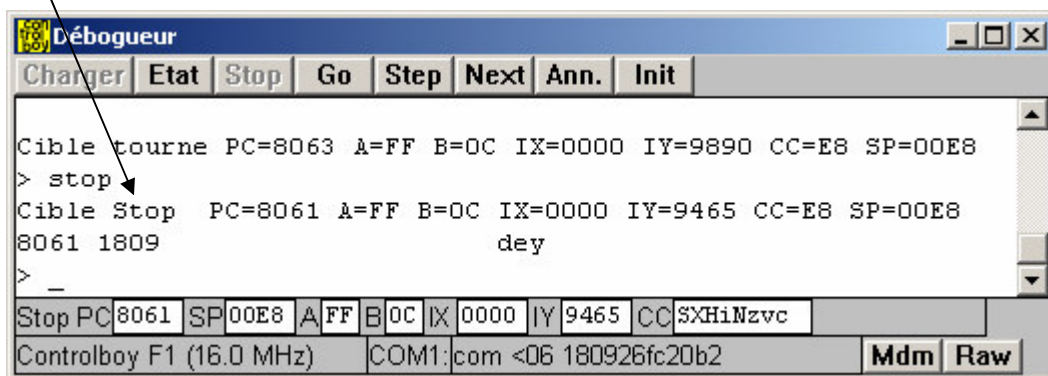 Débogueur
Charger Etat Stop Go Step Next Ann. Init
Cible tourne PC=8063 A=FF B=0C IX=0000 IY=9890 CC=E8 SP=00E8
> stop
Cible Stop PC=8061 A=FF B=0C IX=0000 IY=9465 CC=E8 SP=00E8
8061 1809 dey
> _
Stop PC 8061 SP 00E8 A FF B 0C IX 0000 IY 9465 CC SXHiNzvc
Controlboy F1 (16.0 MHz) COM1: com <06 180926fc20b2 Mdm Raw